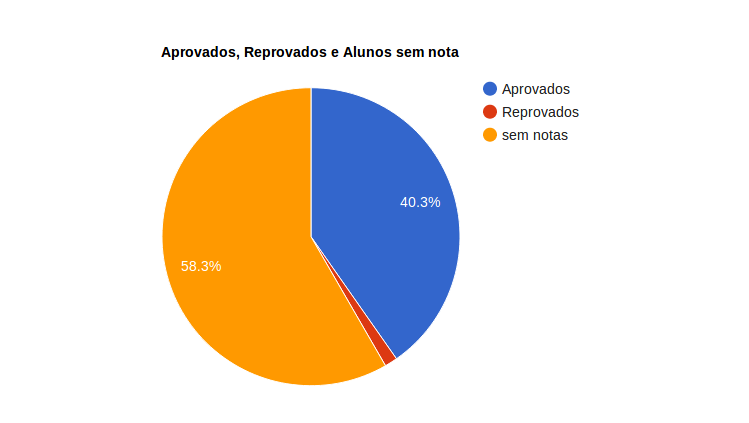 Aprovados, Reprovados e Alunos sem nota
Aprovados
Reprovados
sem notas
40.3%
58.3%